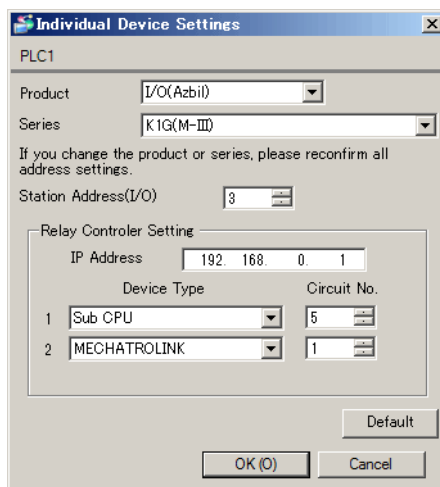 Individual Device Settings
PLC1
Product I/O(Azbil)
Series K1G(M-III)
If you change the product or series, please reconfirm all
address settings.
Station Address(I/O) 3
Relay Controler Setting
IP Address 192. 168. 0. 1
Device Type Circuit No.
1 Sub CPU 5
2 MECHATROLINK 1
Default
OK (O) Cancel